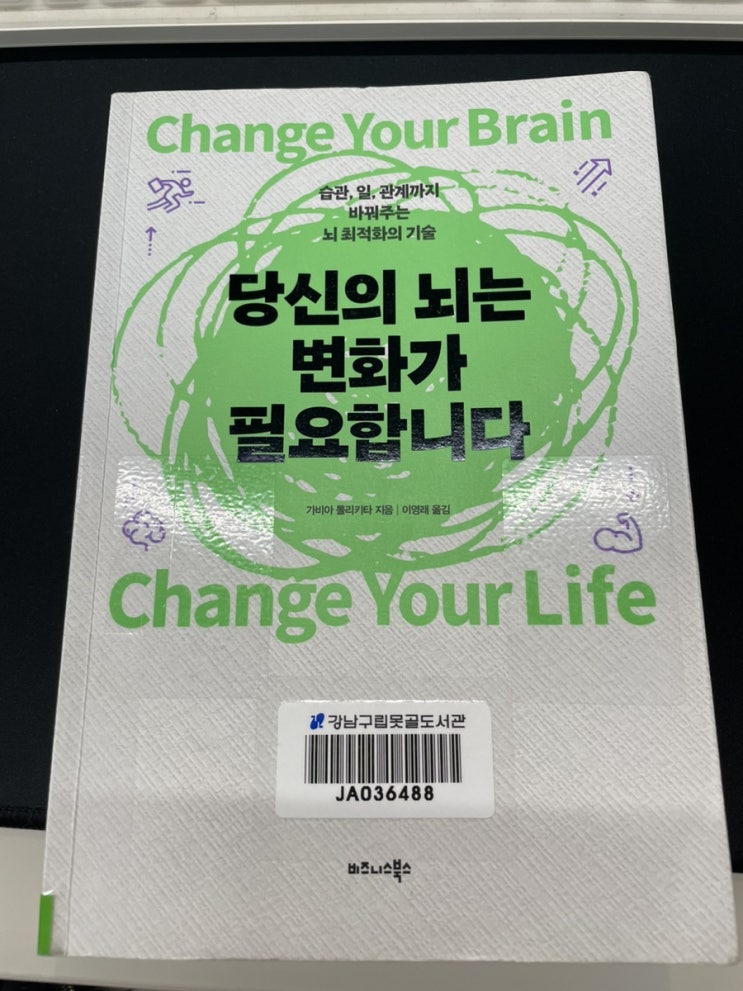 Change Your Brain
습관, 일, 관계까지
바꿔주는
뇌 최적화의 기술
당신의 뇌는
변화가
필요합니다
가비아 톨리키타 지음 | 이영래 옮김
Change Your Life
강남구립못골도서관
JA036488
비즈니스북스